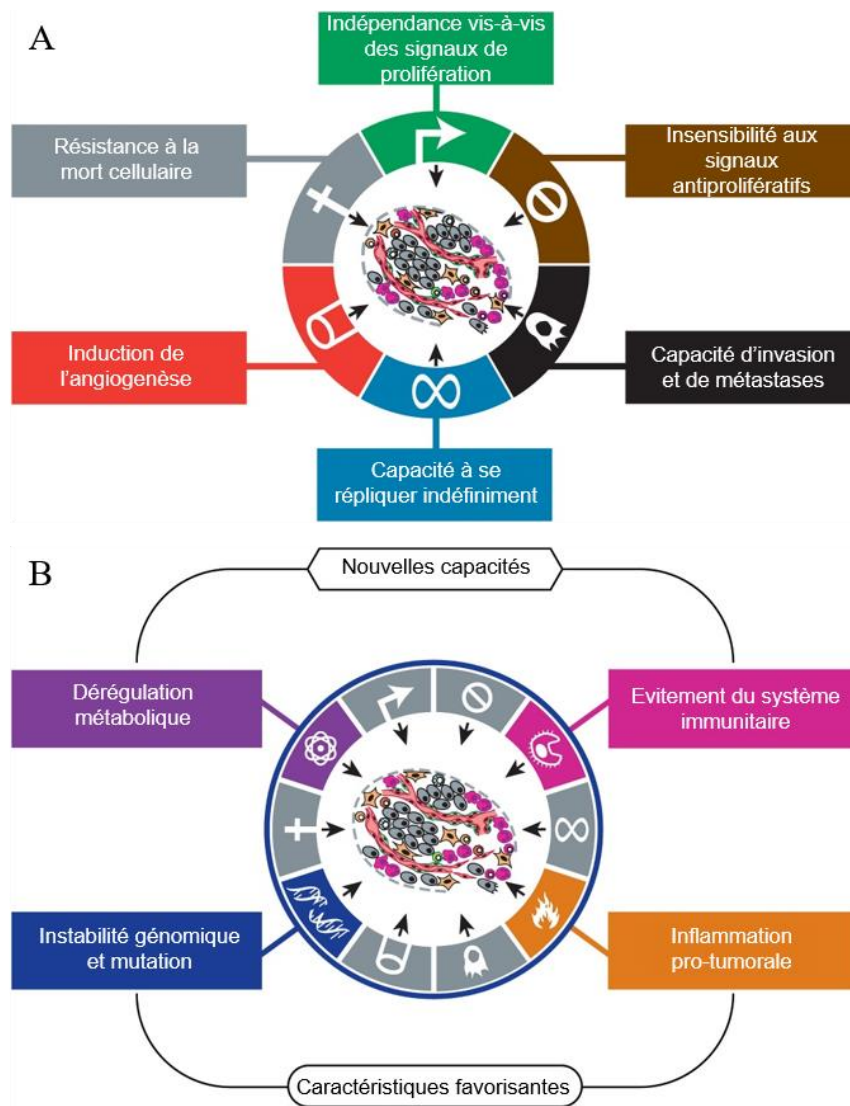 A
Indépendance vis-à-vis
des signaux de
prolifération
Résistance à la
mort cellulaire
Insensibilité aux
signaux
antiprolifératifs
Induction de
l’angiogenèse
Capacité d’invasion
et de métastases
Capacité à se
répliquer indéfiniment
B
Nouvelles capacités
Dérégulation
métabolique
Evitement du système
immunitaire
Instabilité génomique
et mutation
Inflammation
pro-tumorale
Caractéristiques favorisantes